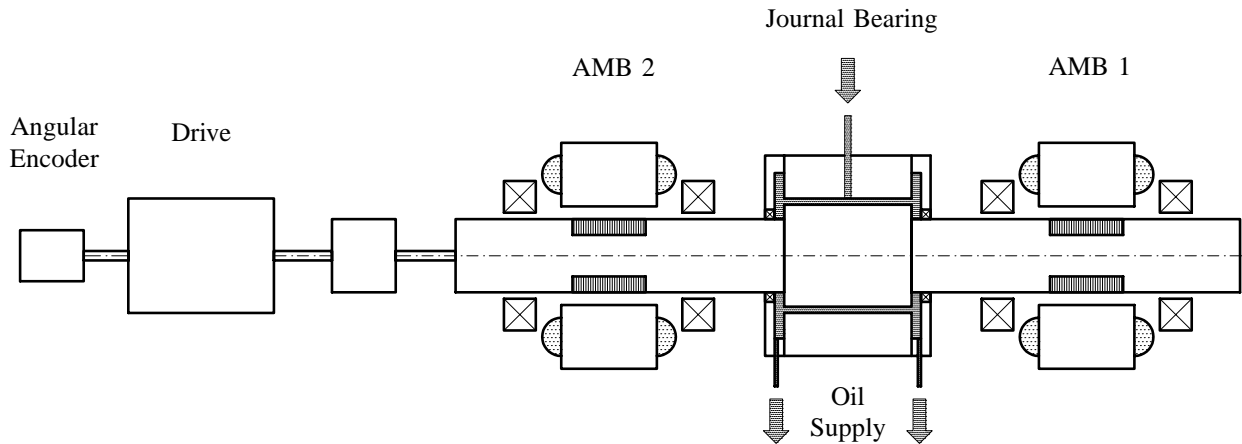 Journal Bearing
AMB 2
AMB 1
Angular
Encoder
Drive
Oil
Supply